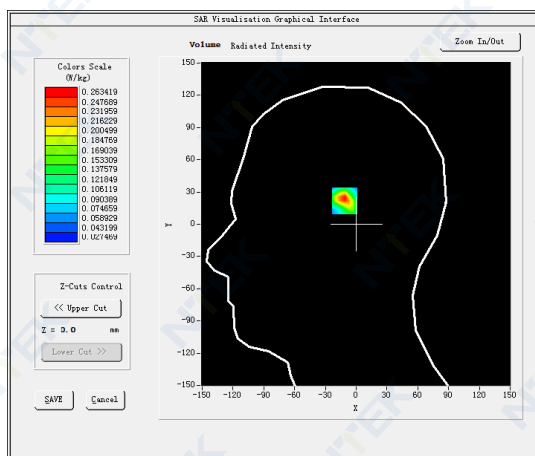 SAR Visualisation Graphical Interface
Volume Radiated Intensity
Zoom In/Out
Colors Scale
(W/kg)
0.263419
0.247689
0.231959
0.216229
0.200499
0.184769
0.169039
0.153309
0.137579
0.121849
0.106119
0.090389
0.074659
0.058929
0.043199
0.027469
Z-Cuts Control
<< Upper Cut
Z = 0.0 mm
Lower Cut >>
SAVE
Cancel
150
120
90
60
30
0
-30
-60
-90
-120
-150
Y
-150 -120 -90 -60 -30 0 30 60 90 120 150
X
NTEK